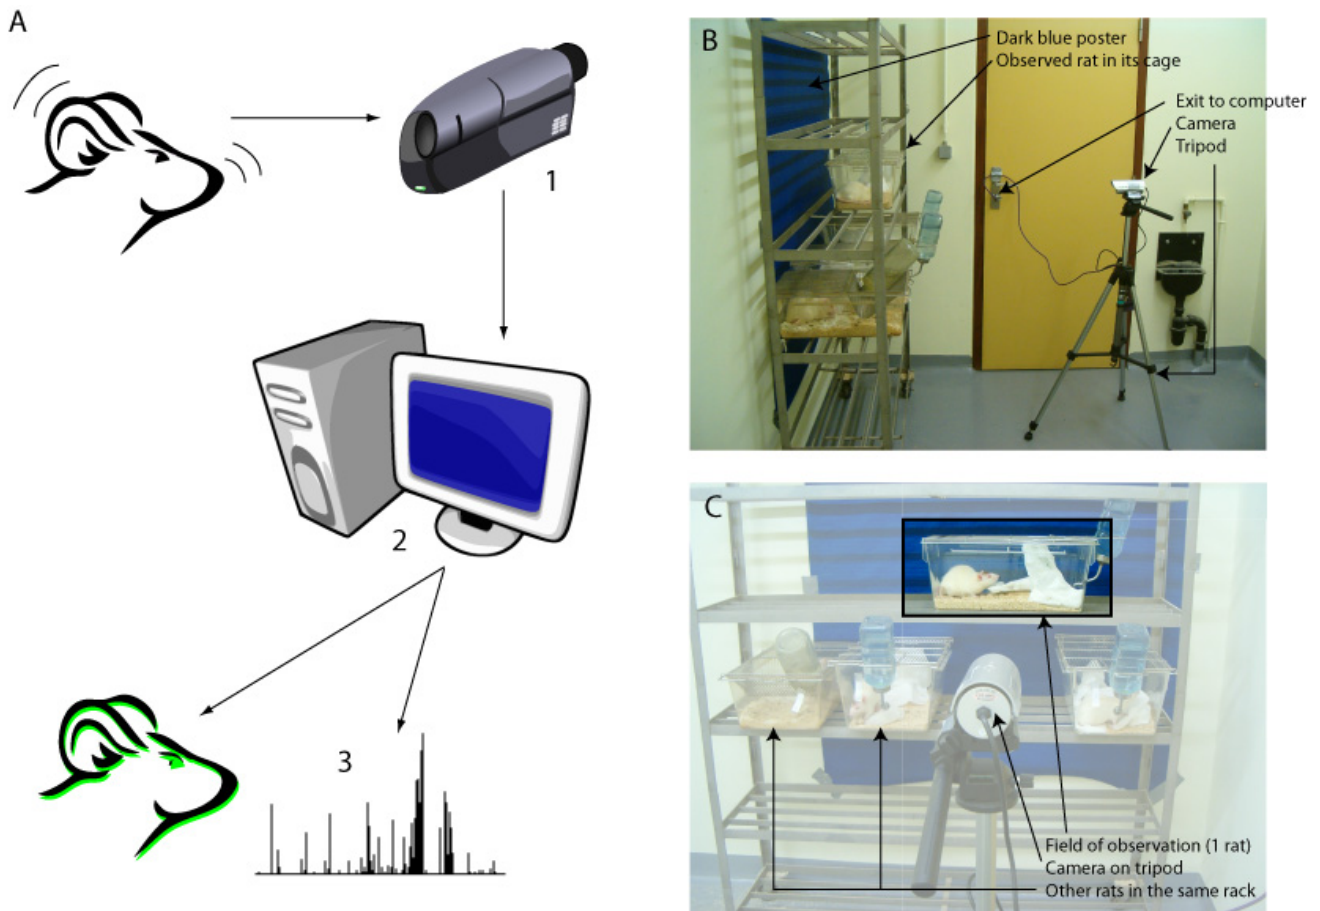 A
1
2
3
B
Dark blue poster
Observed rat in its cage
Exit to computer
Camera
Tripod
C
Field of observation (1 rat)
Camera on tripod
Other rats in the same rack